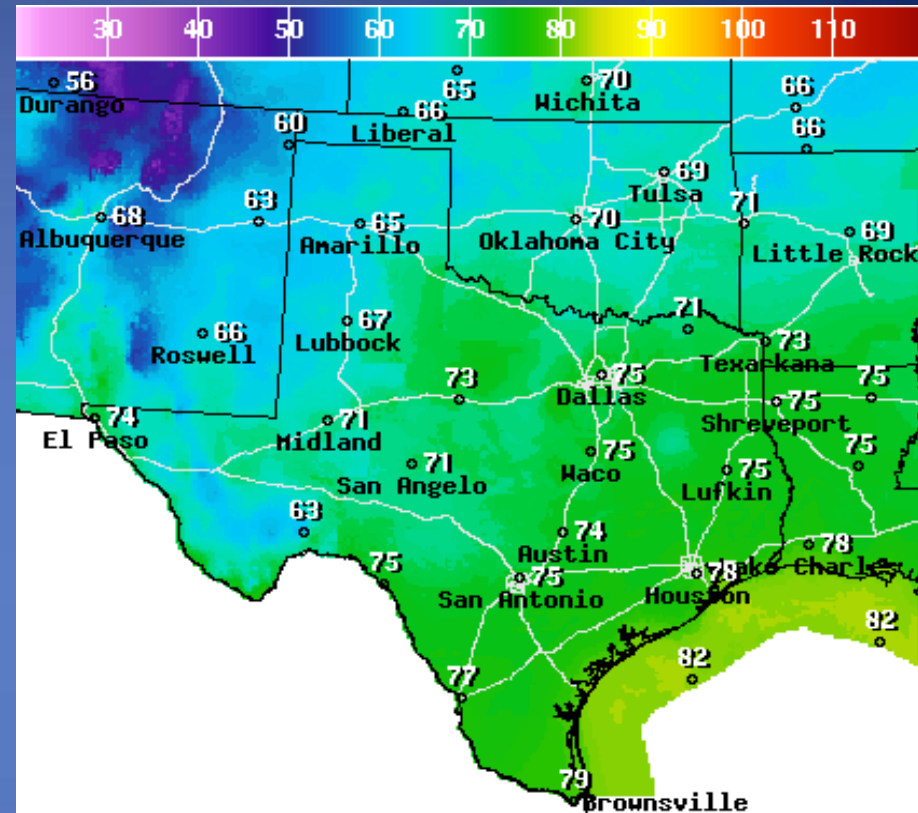 30 40 50 60 70 80 90 100 110
56
Durango
65
70
Wichita
66
66
Liberal
60
66
69
Tulsa
68
Albuquerque
63
65
Amarillo
70
Oklahoma City
71
69
Little Rock
66
Roswell
67
Lubbock
71
73
Texarkana
75
Dallas
73
75
Shreveport
75
74
El Paso
71
Midland
71
San Angelo
75
Waco
75
Lufkin
75
63
74
Austin
78
Lake Charles
75
75
San Antonio
78
Houston
82
82
77
79
Brownsville